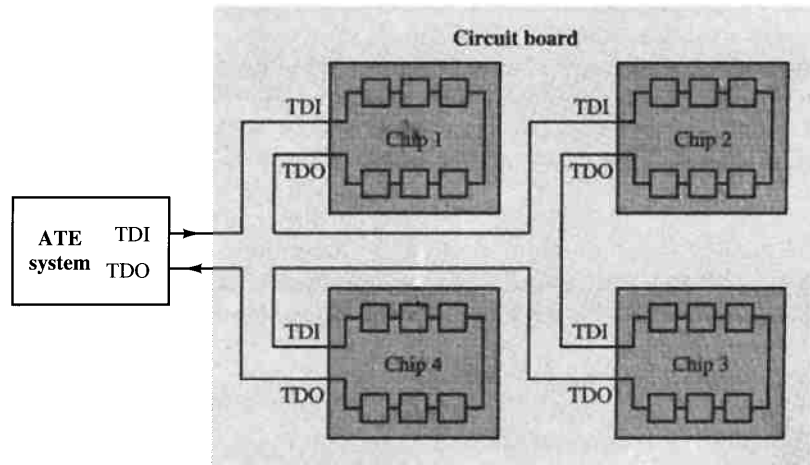 Circuit board
TDI
Chip 1
TDO
TDI
Chip 2
TDO
ATE
system
TDI
TDO
TDI
Chip 4
TDO
TDI
Chip 3
TDO